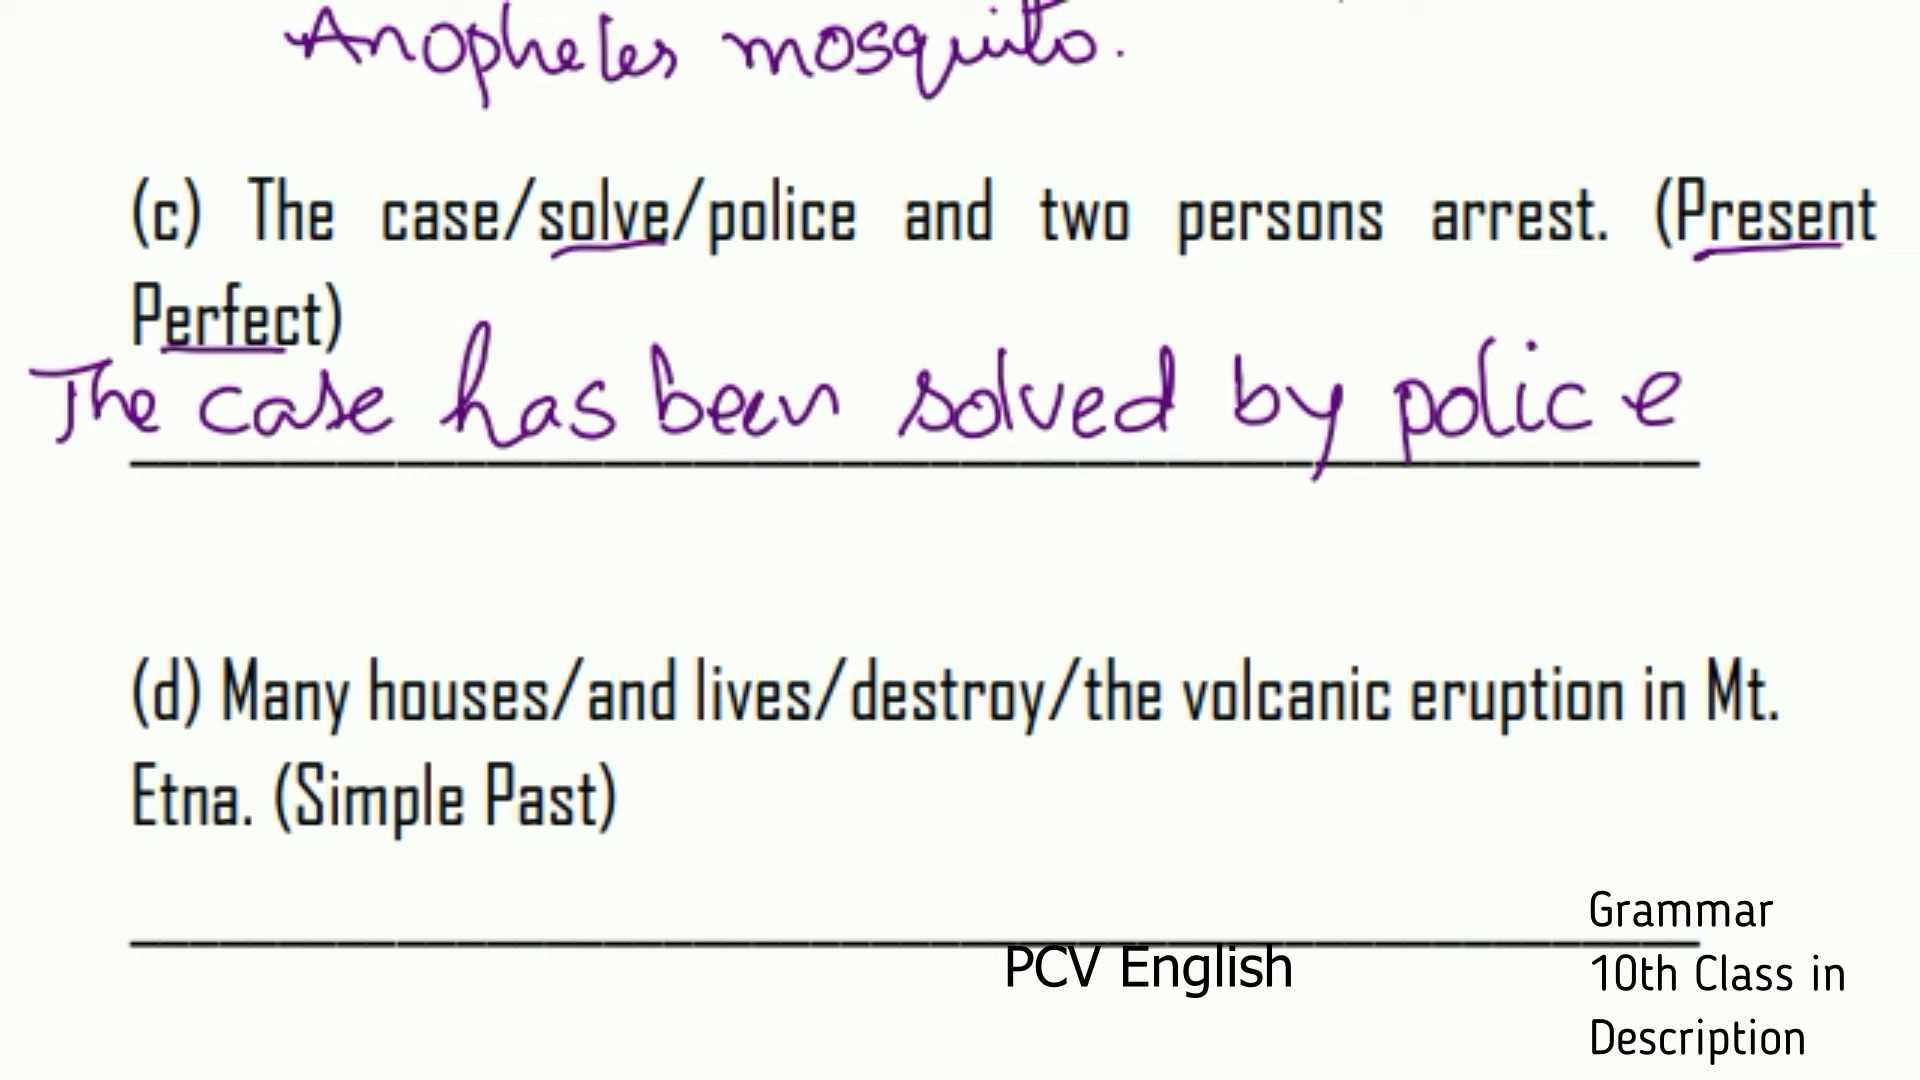 Anopheles mosquito.
(c) The case/solve/police and two persons arrest. (Present
Perfect)
The case has been solved by police
(d) Many houses/and lives/destroy/the volcanic eruption in Mt.
Etna. (Simple Past)
PCV English
Grammar
10th Class in
Description